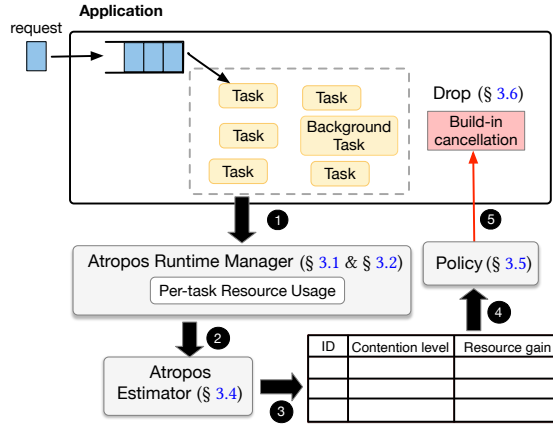 Application
request
Task
Task
Task
Background
Task
Task
Task
Drop (§ 3.6)
Build-in
cancellation
1
5
Atropos Runtime Manager (§ 3.1 & § 3.2)
Per-task Resource Usage
Policy (§ 3.5)
2
4
Atropos
Estimator (§ 3.4)
3
ID Contention level Resource gain